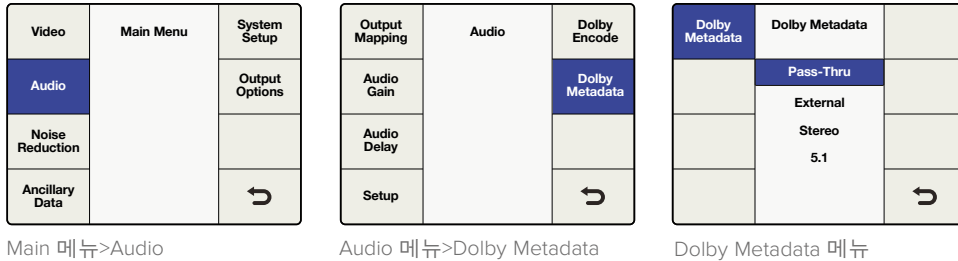 Video
Main Menu
System
Setup
Audio
Output
Options
Noise
Reduction
Ancillary
Data
Main 메뉴>Audio
Output
Mapping
Audio
Dolby
Encode
Audio
Gain
Dolby
Metadata
Audio
Delay
Setup
Audio 메뉴>Dolby Metadata
Dolby
Metadata
Dolby Metadata
Pass-Thru
External
Stereo
5.1
Dolby Metadata 메뉴